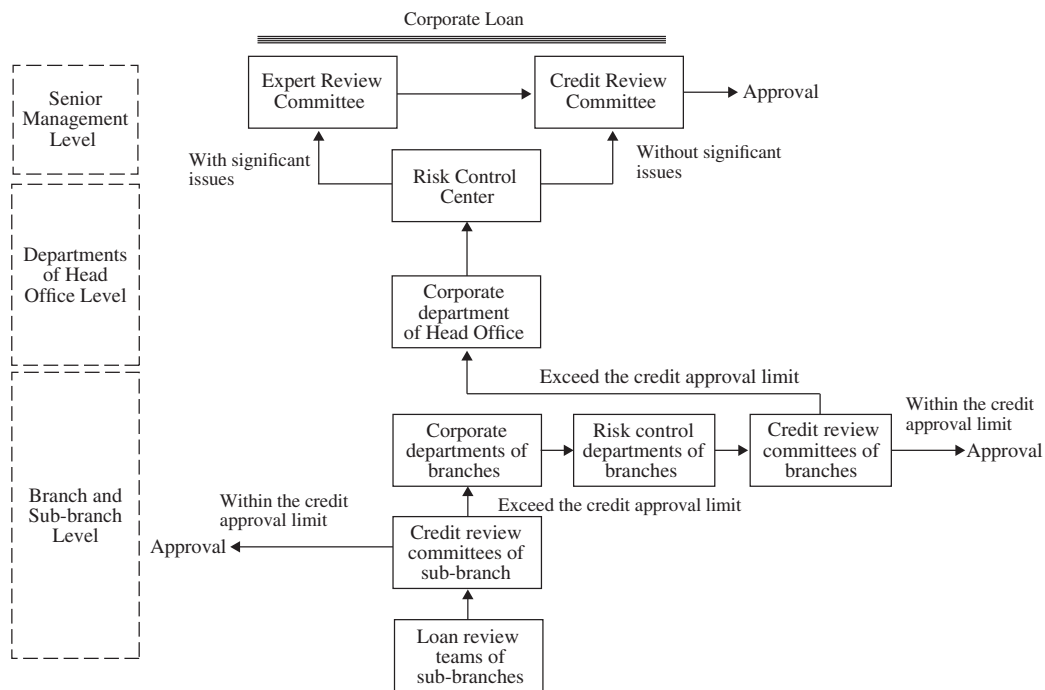 Corporate Loan
Senior
Management
Level
Expert Review
Committee
Credit Review
Committee
Approval
With significant
issues
Without significant
issues
Risk Control
Center
Departments
of Head
Office Level
Corporate
department
of Head Office
Exceed the credit approval limit
Branch and
Sub-branch
Level
Corporate
departments of
branches
Risk control
departments of
branches
Credit review
committees of
branches
Within the credit
approval limit
Approval
Within the credit
approval limit
Exceed the credit approval limit
Approval
Credit review
committees of
sub-branch
Loan review
teams of
sub-branches